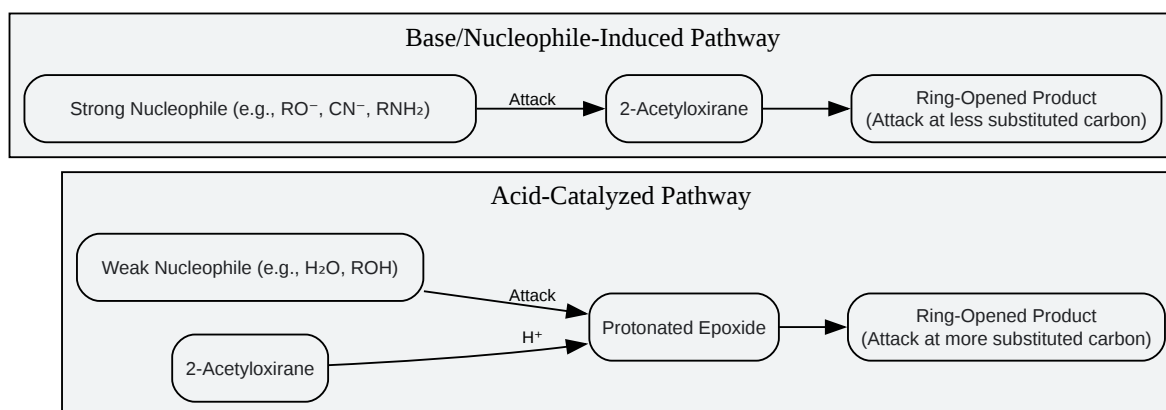 Base/Nucleophile-Induced Pathway
Strong Nucleophile (e.g., RO⁻, CN⁻, RNH₂)
Attack
2-Acetyloxirane
Ring-Opened Product
(Attack at less substituted carbon)
Acid-Catalyzed Pathway
Weak Nucleophile (e.g., H₂O, ROH)
Attack
2-Acetyloxirane
H⁺
Protonated Epoxide
Ring-Opened Product
(Attack at more substituted carbon)